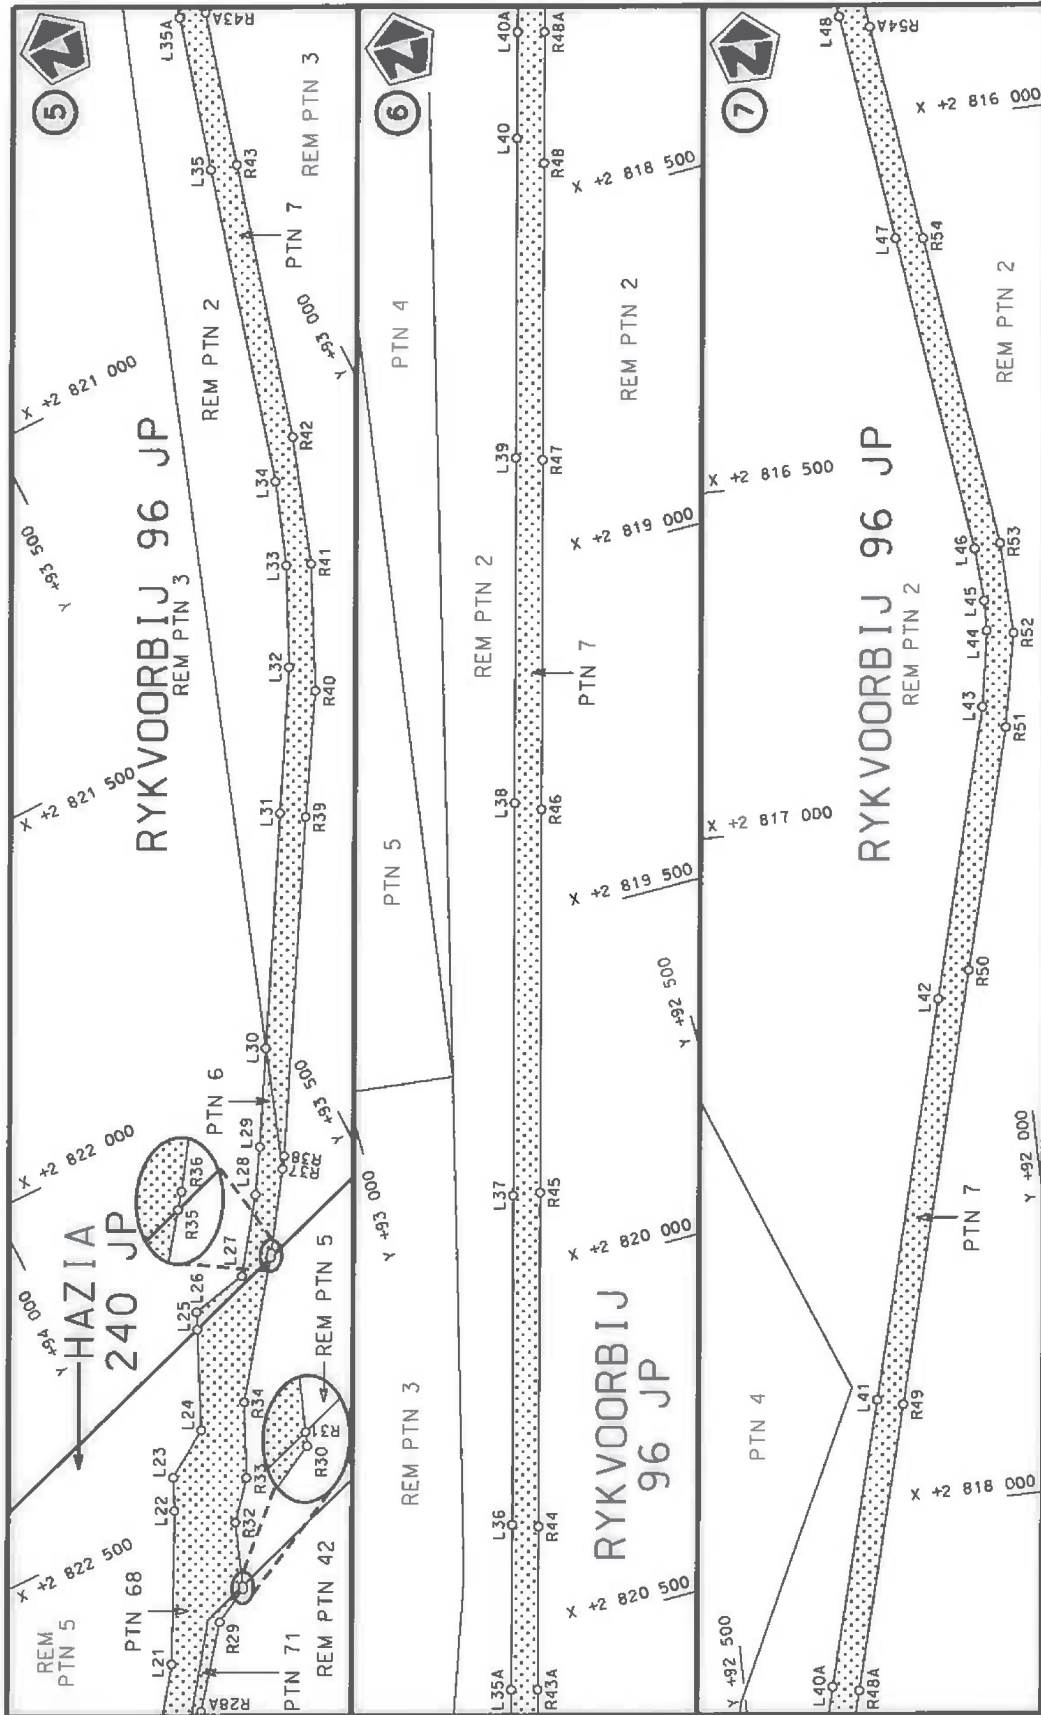 5
N
X +2 821 000
Y +93 500
X +2 821 500
X +2 822 000
Y +94 000
X +2 822 500
RYKVOORBIJ 96 JP
REM PTN 3
REM PTN 2
PTN 7
REM PTN 3
Y +93 000
Y +93 500
PTN 6
HAZIA
240 JP
REM PTN 5
REM PTN 42
PTN 71
PTN 68
REM
PTN 5
L21
L22
L23
L24
L25
L26
L27
L28
L29
L30
L31
L32
L33
L34
L35
L35A
R28A
R29
R30
R31
R32
R33
R34
R35
R36
R39
R40
R41
R42
R43
R43A
6
N
PTN 4
PTN 5
REM PTN 3
REM PTN 2
PTN 7
REM PTN 2
RYKVOORBIJ
96 JP
Y +93 000
Y +92 500
X +2 818 500
X +2 819 000
X +2 819 500
X +2 820 000
X +2 820 500
L35A
L36
L37
L38
L39
L40
L40A
R43A
R44
R45
R46
R47
R48
R48A
7
N
X +2 816 000
X +2 816 500
X +2 817 000
X +2 818 000
Y +92 500
Y +92 000
RYKVOORBIJ 96 JP
REM PTN 2
REM PTN 2
PTN 4
PTN 7
L40A
L41
L42
L43
L44
L45
L46
L47
L48
R48A
R49
R50
R51
R52
R53
R54
R54A